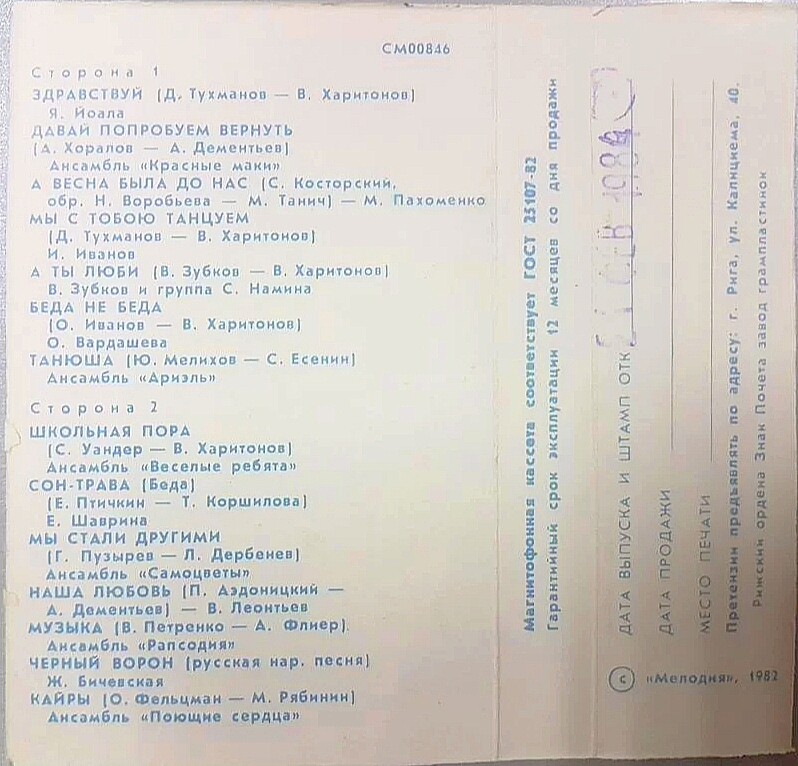 СМ00846
Сторона 1
ЗДРАВСТВУЙ (Д. Тухманов — В. Харитонов)
Я. Йоала
ДАВАЙ ПОПРОБУЕМ ВЕРНУТЬ
(А. Хоралов — А. Дементьев)
Ансамбль «Красные маки»
А ВЕСНА БЫЛА ДО НАС (С. Косторский,
обр. Н. Воробьева — М. Танич) — М. Пахоменко
МЫ С ТОБОЮ ТАНЦУЕМ
(Д. Тухманов — В. Харитонов)
И. Иванов
А ТЫ ЛЮБИ (В. Зубков — В. Харитонов)
В. Зубков и группа С. Намина
БЕДА НЕ БЕДА
(О. Иванов — В. Харитонов)
О. Вардашева
ТАНЮША (Ю. Мелихов — С. Есенин)
Ансамбль «Ариэль»
Сторона 2
ШКОЛЬНАЯ ПОРА
(С. Уандер — В. Харитонов)
Ансамбль «Веселые ребята»
СОН-ТРАВА (Беда)
(Е. Птичкин — Т. Коршилова)
Е. Шаврина
МЫ СТАЛИ ДРУГИМИ
(Г. Пузырев — Л. Дербенев)
Ансамбль «Самоцветы»
НАША ЛЮБОВЬ (П. Аэдоницкий —
А. Дементьев) — В. Леонтьев
МУЗЫКА (В. Петренко — А. Флиер).
Ансамбль «Рапсодия»
ЧЕРНЫЙ ВОРОН (русская нар. песня)
Ж. Бичевская
КАЙРЫ (О. Фельцман — М. Рябинин)
Ансамбль «Поющие сердца»
Магнитофонная кассета соответствует ГОСТ 25107-82
Гарантийный срок эксплуатации 12 месяцев со дня продажи
ДАТА ВЫПУСКА И ШТАМП ОТК
СЕВ 1984
ДАТА ПРОДАЖИ
МЕСТО ПЕЧАТИ
Претензии предъявлять по адресу: г. Рига, ул. Калнциема, 40.
Рижский ордена Знак Почета завод грампластинок
с «Мелодия», 1982